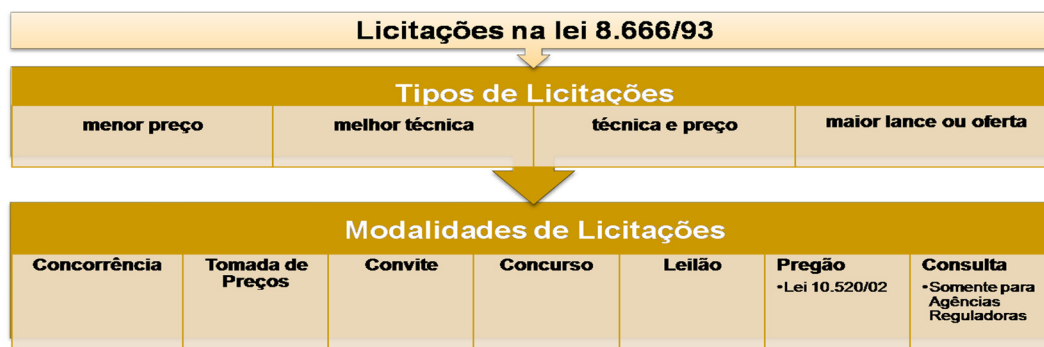 Licitações na lei 8.666/93
Tipos de Licitações
menor preço
melhor técnica
técnica e preço
maior lance ou oferta
Modalidades de Licitações
Concorrência
Tomada de
Preços
Convite
Concurso
Leilão
Pregão
•Lei 10.520/02
Consulta
•Somente para
Agências
Reguladoras